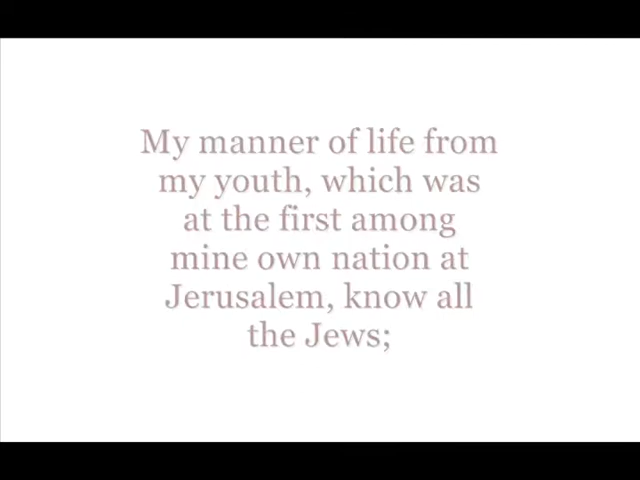 My manner of life from
my youth, which was
at the first among
mine own nation at
Jerusalem, know all
the Jews;